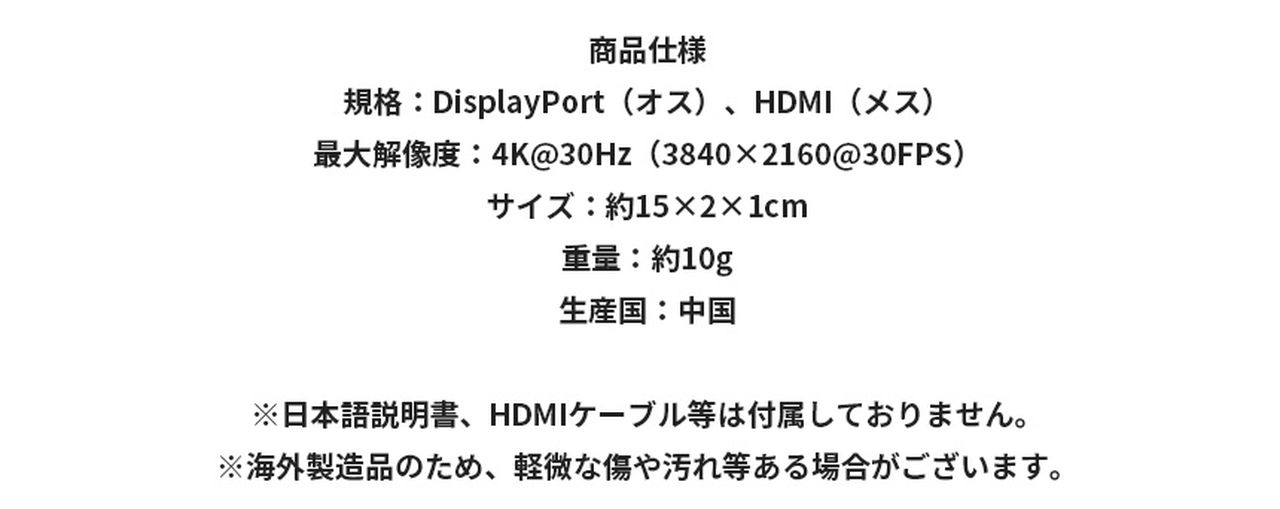 商品仕様
規格：DisplayPort（オス）、HDMI（メス）
最大解像度：4K@30Hz（3840×2160@30FPS）
サイズ：約15×2×1cm
重量：約10g
生産国：中国
※日本語説明書、HDMIケーブル等は付属しておりません。
※海外製造品のため、軽微な傷や汚れ等ある場合がございます。